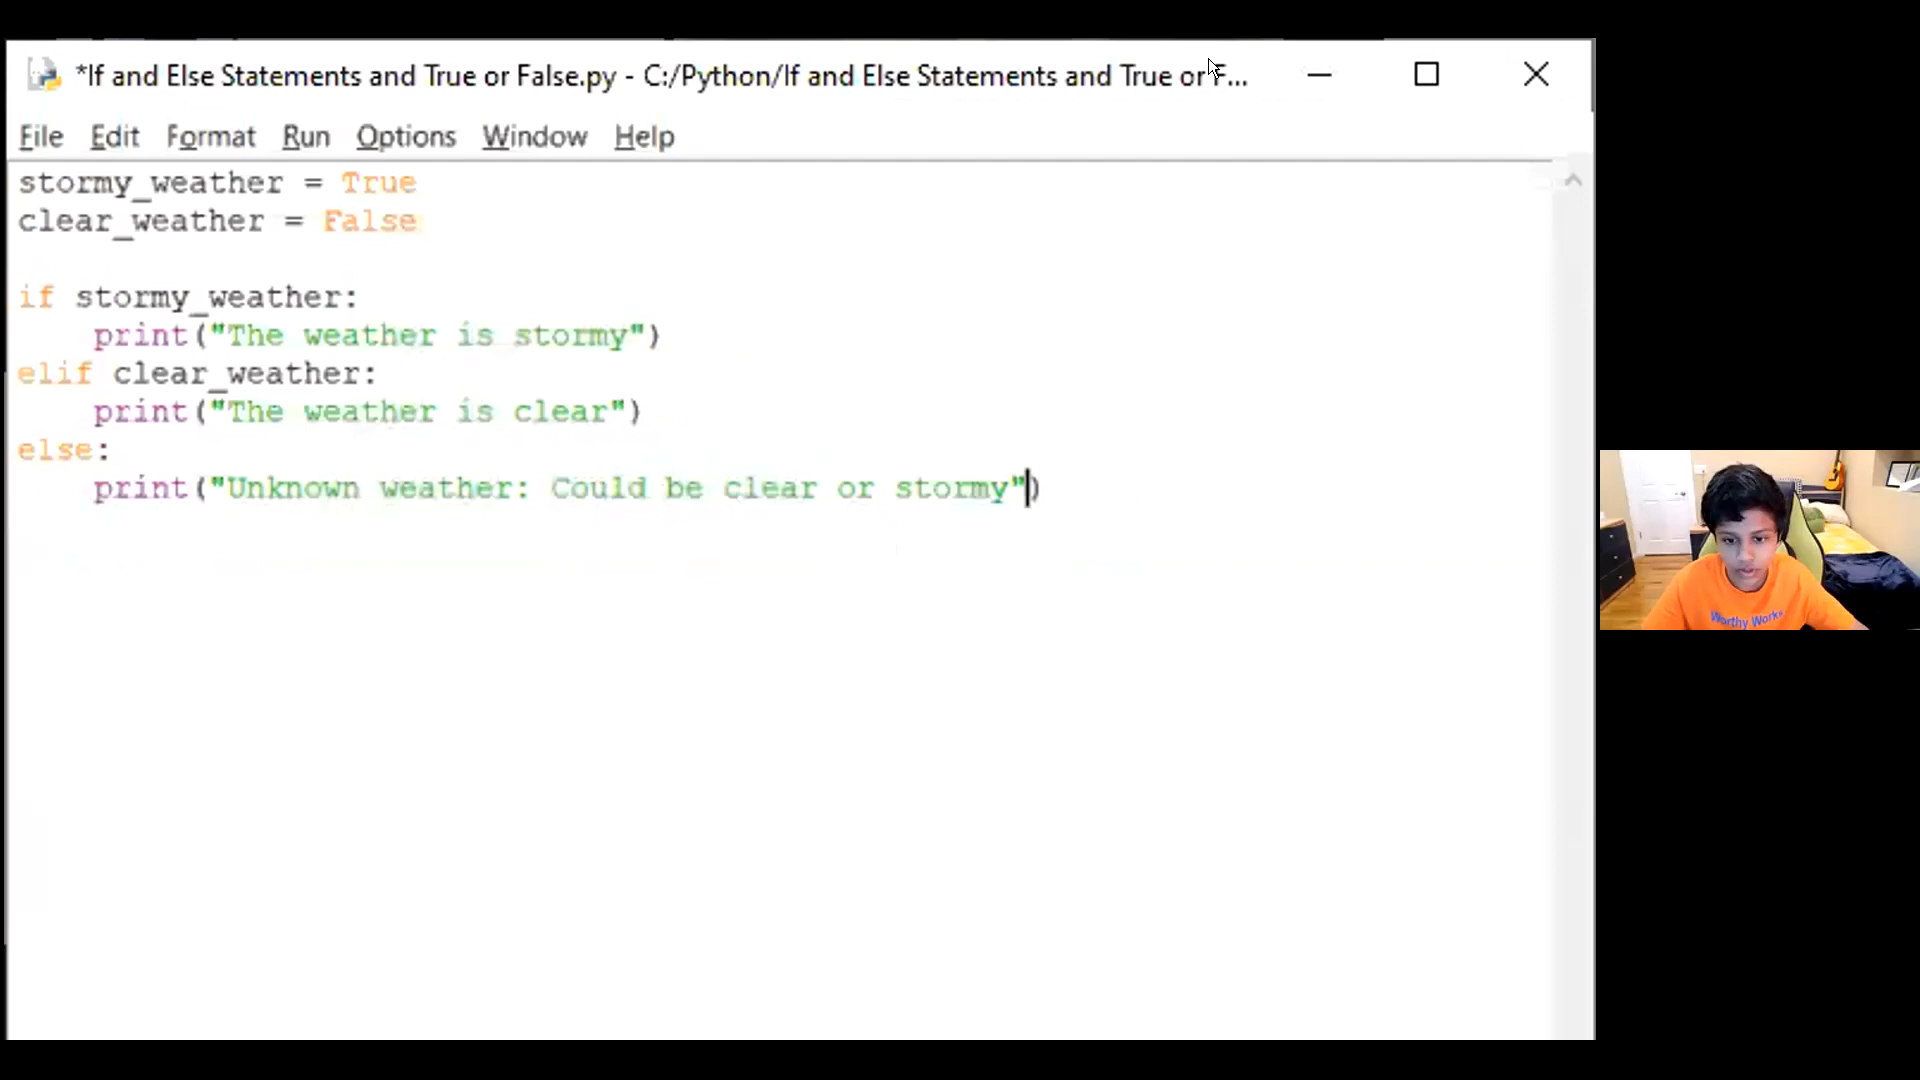 *If and Else Statements and True or False.py - C:/Python/If and Else Statements and True or F...
File Edit Format Run Options Window Help
stormy_weather = True
clear_weather = False
if stormy_weather:
    print("The weather is stormy")
elif clear_weather:
    print("The weather is clear")
else:
    print("Unknown weather: Could be clear or stormy")
Worthy Works